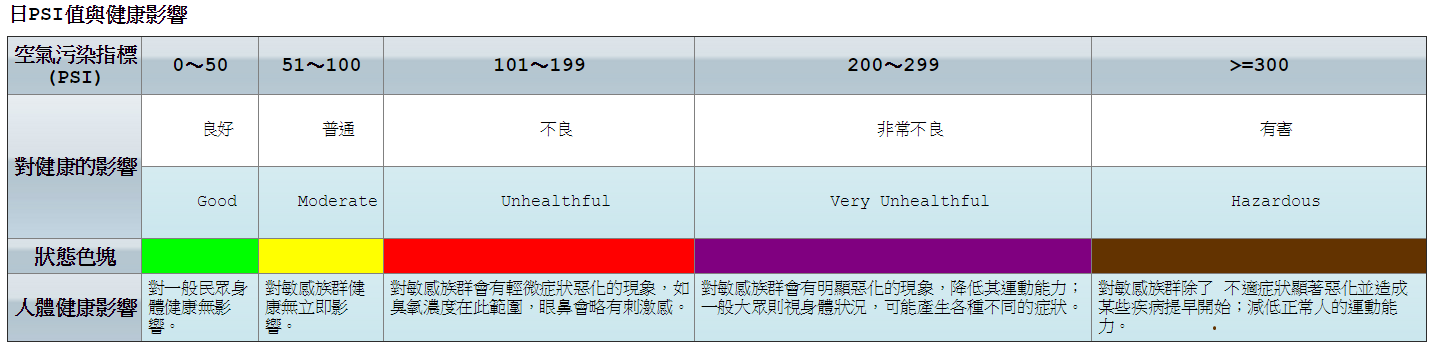 日PSI值與健康影響
空氣污染指標
(PSI)
0～50
51～100
101～199
200～299
>=300
對健康的影響
良好
普通
不良
非常不良
有害
Good
Moderate
Unhealthful
Very Unhealthful
Hazardous
狀態色塊
人體健康影響
對一般民眾身
體健康無影
響。
對敏感族群健
康無立即影
響。
對敏感族群會有輕微症狀惡化的現象，如
臭氧濃度在此範圍，眼鼻會略有刺激感。
對敏感族群會有明顯惡化的現象，降低其運動能力；
一般大眾則視身體狀況，可能產生各種不同的症狀。
對敏感族群除了 不適症狀顯著惡化並造成
某些疾病提早開始；減低正常人的運動能
力。